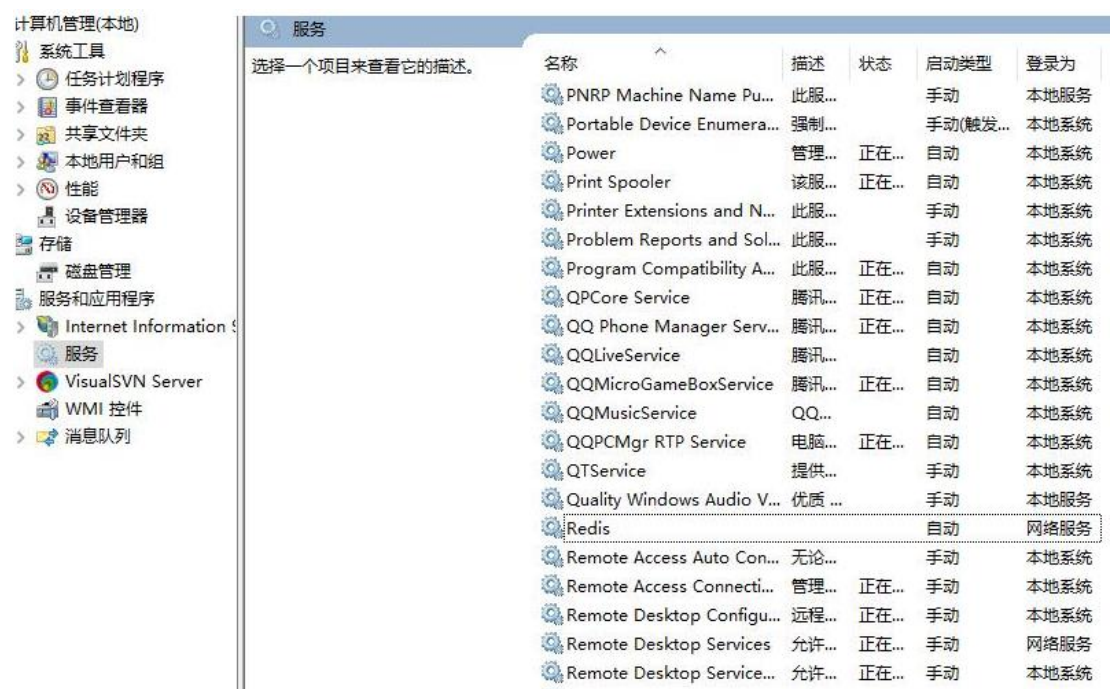 计算机管理(本地)
系统工具
任务计划程序
事件查看器
共享文件夹
本地用户和组
性能
设备管理器
存储
磁盘管理
服务和应用程序
Internet Information S
服务
VisualSVN Server
WMI 控件
消息队列
服务
选择一个项目来查看它的描述。
名称 描述 状态 启动类型 登录为
PNRP Machine Name Pu... 此服... 手动 本地服务
Portable Device Enumera... 强制... 手动(触发... 本地系统
Power 管理... 正在... 自动 本地系统
Print Spooler 该服... 正在... 自动 本地系统
Printer Extensions and N... 此服... 手动 本地系统
Problem Reports and Sol... 此服... 手动 本地系统
Program Compatibility A... 此服... 正在... 自动 本地系统
QPCore Service 腾讯... 正在... 自动 本地系统
QQ Phone Manager Serv... 腾讯... 正在... 自动 本地系统
QQLiveService 腾讯... 自动 本地系统
QQMicroGameBoxService 腾讯... 正在... 自动 本地系统
QQMusicService QQ... 自动 本地系统
QQPCMgr RTP Service 电脑... 正在... 自动 本地系统
QTService 提供... 手动 本地系统
Quality Windows Audio V... 优质 ... 手动 本地服务
Redis 自动 网络服务
Remote Access Auto Con... 无论... 手动 本地系统
Remote Access Connecti... 管理... 正在... 手动 本地系统
Remote Desktop Configu... 远程... 正在... 手动 本地系统
Remote Desktop Services 允许... 正在... 手动 网络服务
Remote Desktop Service... 允许... 正在... 手动 本地系统